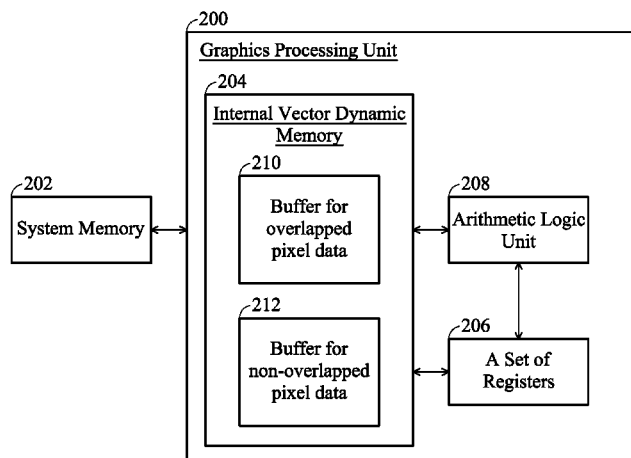 200
Graphics Processing Unit
204
Internal Vector Dynamic
Memory
210
Buffer for
overlapped
pixel data
202
System Memory
208
Arithmetic Logic
Unit
212
Buffer for
non-overlapped
pixel data
206
A Set of
Registers